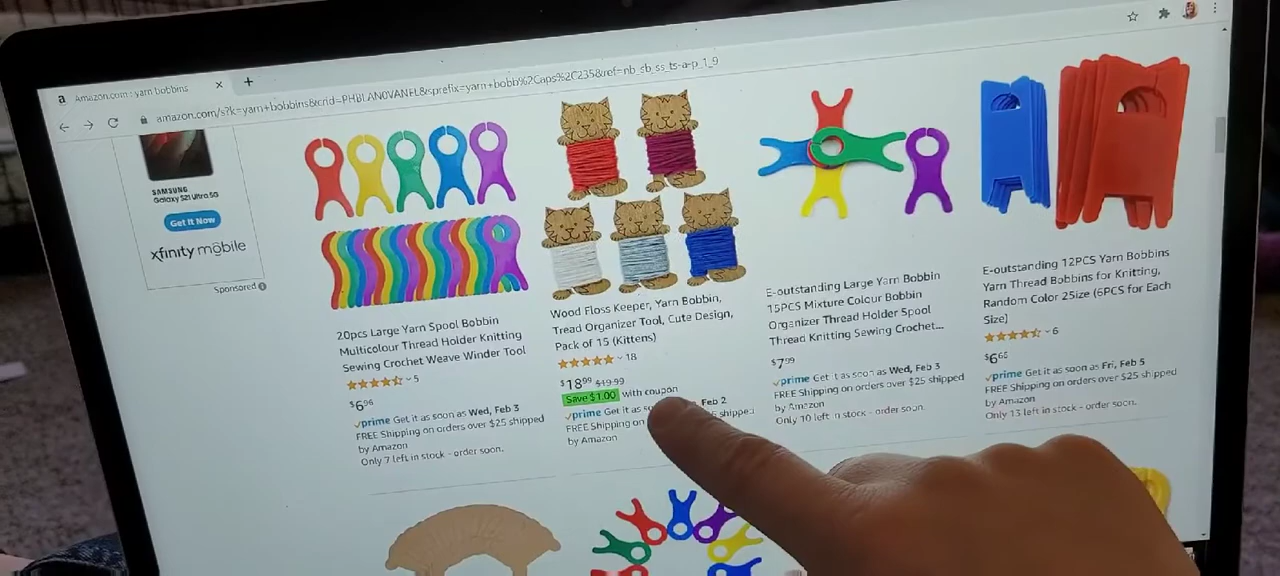 a Amazon.com : yarn bobbins × +
amazon.com/s?k=yarn+bobbins&crid=PHBLAN0VANFL&sprefix=yarn+bobb%2Caps%2C235&ref=nb_sb_ss_ts-a-p_1_9
SAMSUNG
Galaxy S21 Ultra 5G
Get It Now
xfinity mobile
Sponsored
20pcs Large Yarn Spool Bobbin
Multicolour Thread Holder Knitting
Sewing Crochet Weave Winder Tool
5
$6.96
prime Get it as soon as Wed, Feb 3
FREE Shipping on orders over $25 shipped
by Amazon
Only 7 left in stock - order soon.
Wood Floss Keeper, Yarn Bobbin,
Tread Organizer Tool, Cute Design,
Pack of 15 (Kittens)
18
$18.99 $19.99
Save $1.00 with coupon
prime Get it as Feb 2
FREE Shipping on shipped
by Amazon
E-outstanding Large Yarn Bobbin
15PCS Mixture Colour Bobbin
Organizer Thread Holder Spool
Thread Knitting Sewing Crochet...
$7.99
prime Get it as soon as Wed, Feb 3
FREE Shipping on orders over $25 shipped
by Amazon
Only 10 left in stock - order soon.
E-outstanding 12PCS Yarn Bobbins
Yarn Thread Bobbins for Knitting,
Random Color 2Size (6PCS for Each
Size)
6
prime Get it as soon as Fri, Feb 5
FREE Shipping on orders over $25 shipped
by Amazon
Only 13 left in stock - order soon.